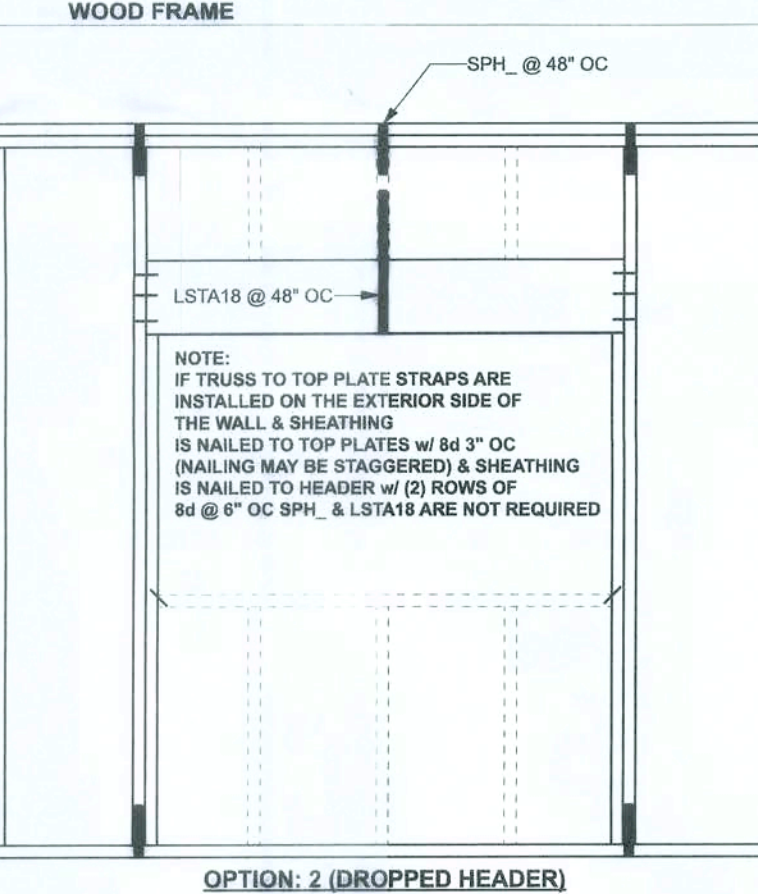 WOOD FRAME
SPH_ @ 48" OC
LSTA18 @ 48" OC
NOTE:
IF TRUSS TO TOP PLATE STRAPS ARE
INSTALLED ON THE EXTERIOR SIDE OF
THE WALL & SHEATHING
IS NAILED TO TOP PLATES w/ 8d 3" OC
(NAILING MAY BE STAGGERED) & SHEATHING
IS NAILED TO HEADER w/ (2) ROWS OF
8d @ 6" OC SPH_ & LSTA18 ARE NOT REQUIRED
OPTION: 2 (DROPPED HEADER)